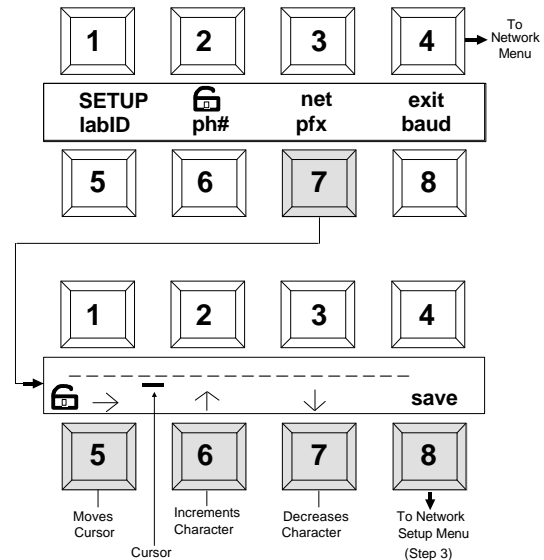 1 2 3 4
To
Network
Menu
SETUP net exit
labID ph# pfx baud
5 6 7 8
1 2 3 4
save
5 6 7 8
Moves
Cursor
Cursor
Increments
Character
Decreases
Character
To Network
Setup Menu
(Step 3)